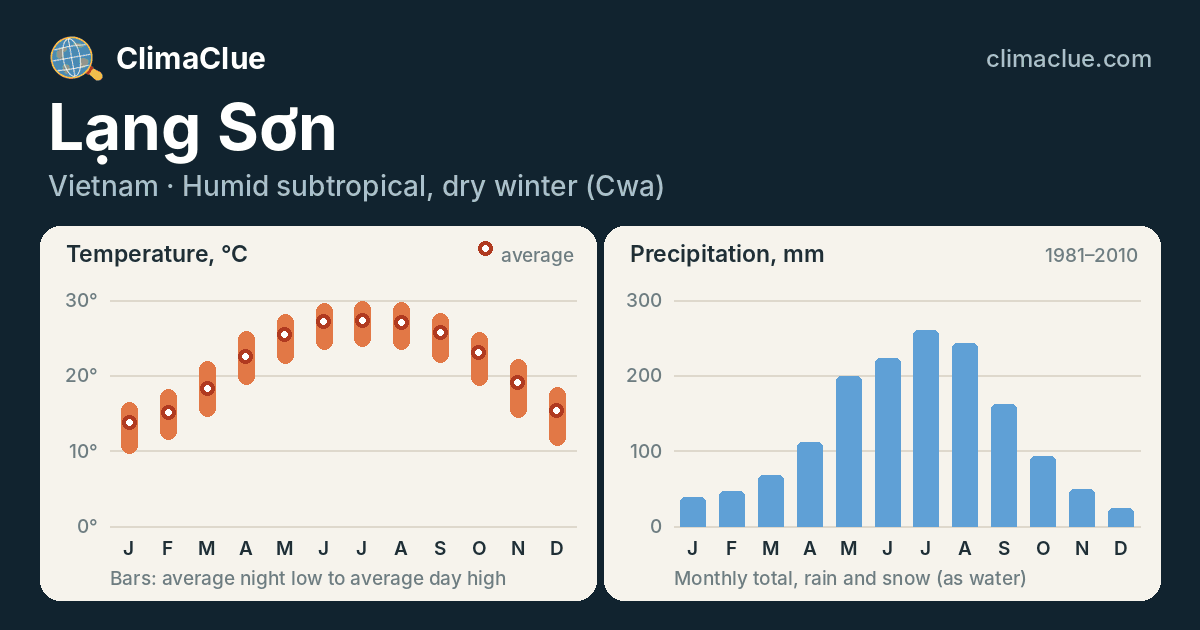 ClimaClue
climaclue.com
Lạng Sơn
Vietnam · Humid subtropical, dry winter (Cwa)
Temperature, °C
average
30°
20°
10°
0°
J F M A M J J A S O N D
Bars: average night low to average day high
Precipitation, mm
1981–2010
300
200
100
0
J F M A M J J A S O N D
Monthly total, rain and snow (as water)